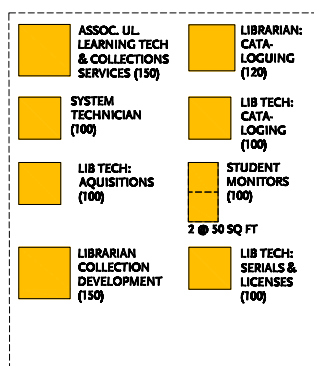 ASSOC. UL.
LEARNING TECH
& COLLECTIONS
SERVICES (150)
LIBRARIAN:
CATA-
LOGUING
(120)
SYSTEM
TECHNICIAN
(100)
LIB TECH:
CATA-
LOGING
(100)
LIB TECH:
AQUISITIONS
(100)
STUDENT
MONITORS
(100)
2 @ 50 SQ FT
LIBRARIAN
COLLECTION
DEVELOPMENT
(150)
LIB TECH:
SERIALS &
LICENSES
(100)